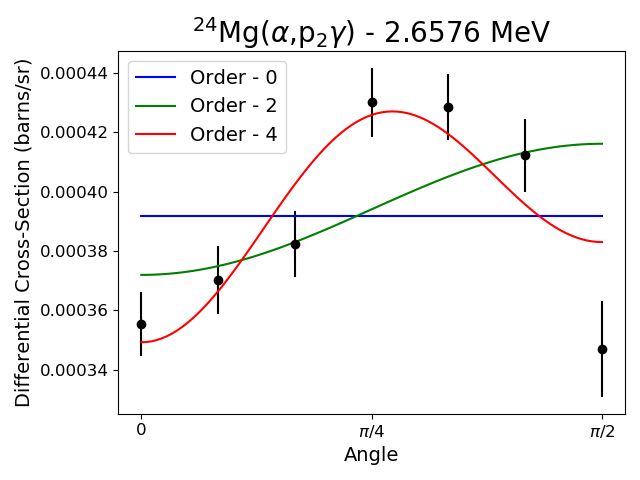 ²⁴Mg(α,p₂γ) - 2.6576 MeV
Order - 0
Order - 2
Order - 4
Differential Cross-Section (barns/sr)
0.00044
0.00042
0.00040
0.00038
0.00036
0.00034
0
π/4
π/2
Angle